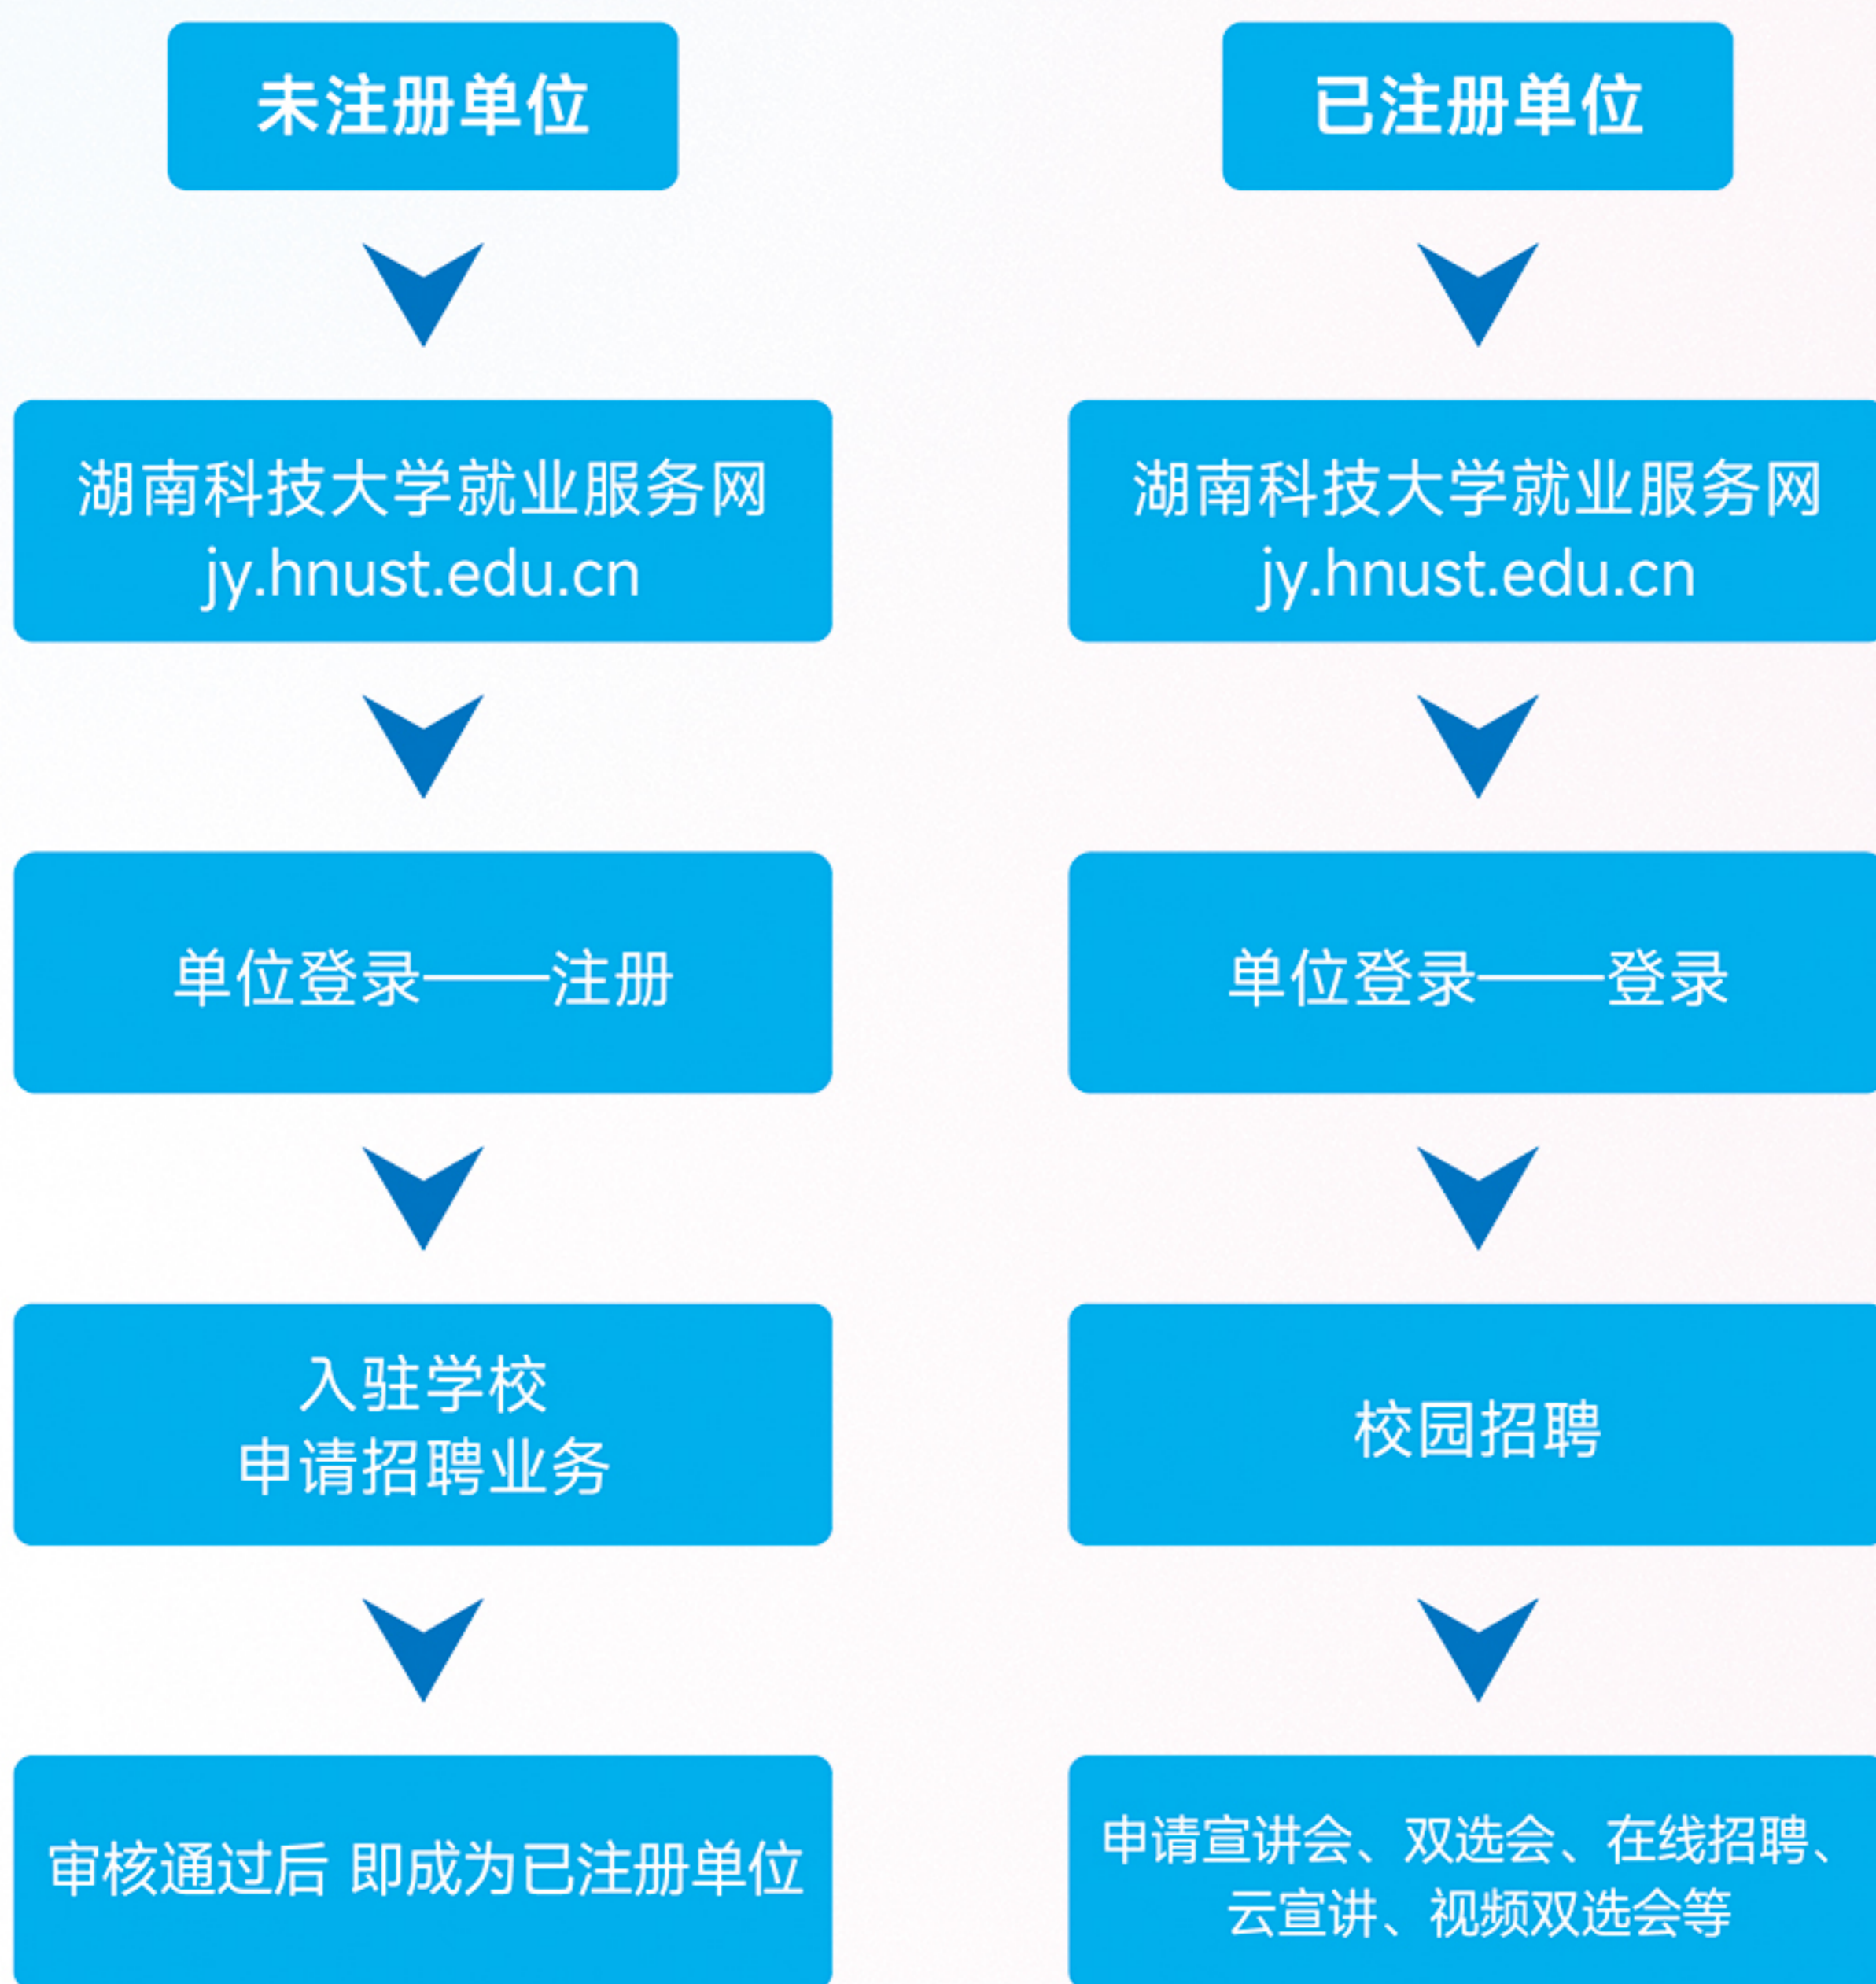 未注册单位
湖南科技大学就业服务网
jy.hnust.edu.cn
单位登录——注册
入驻学校
申请招聘业务
审核通过后 即成为已注册单位
已注册单位
湖南科技大学就业服务网
jy.hnust.edu.cn
单位登录——登录
校园招聘
申请宣讲会、双选会、在线招聘、
云宣讲、视频双选会等